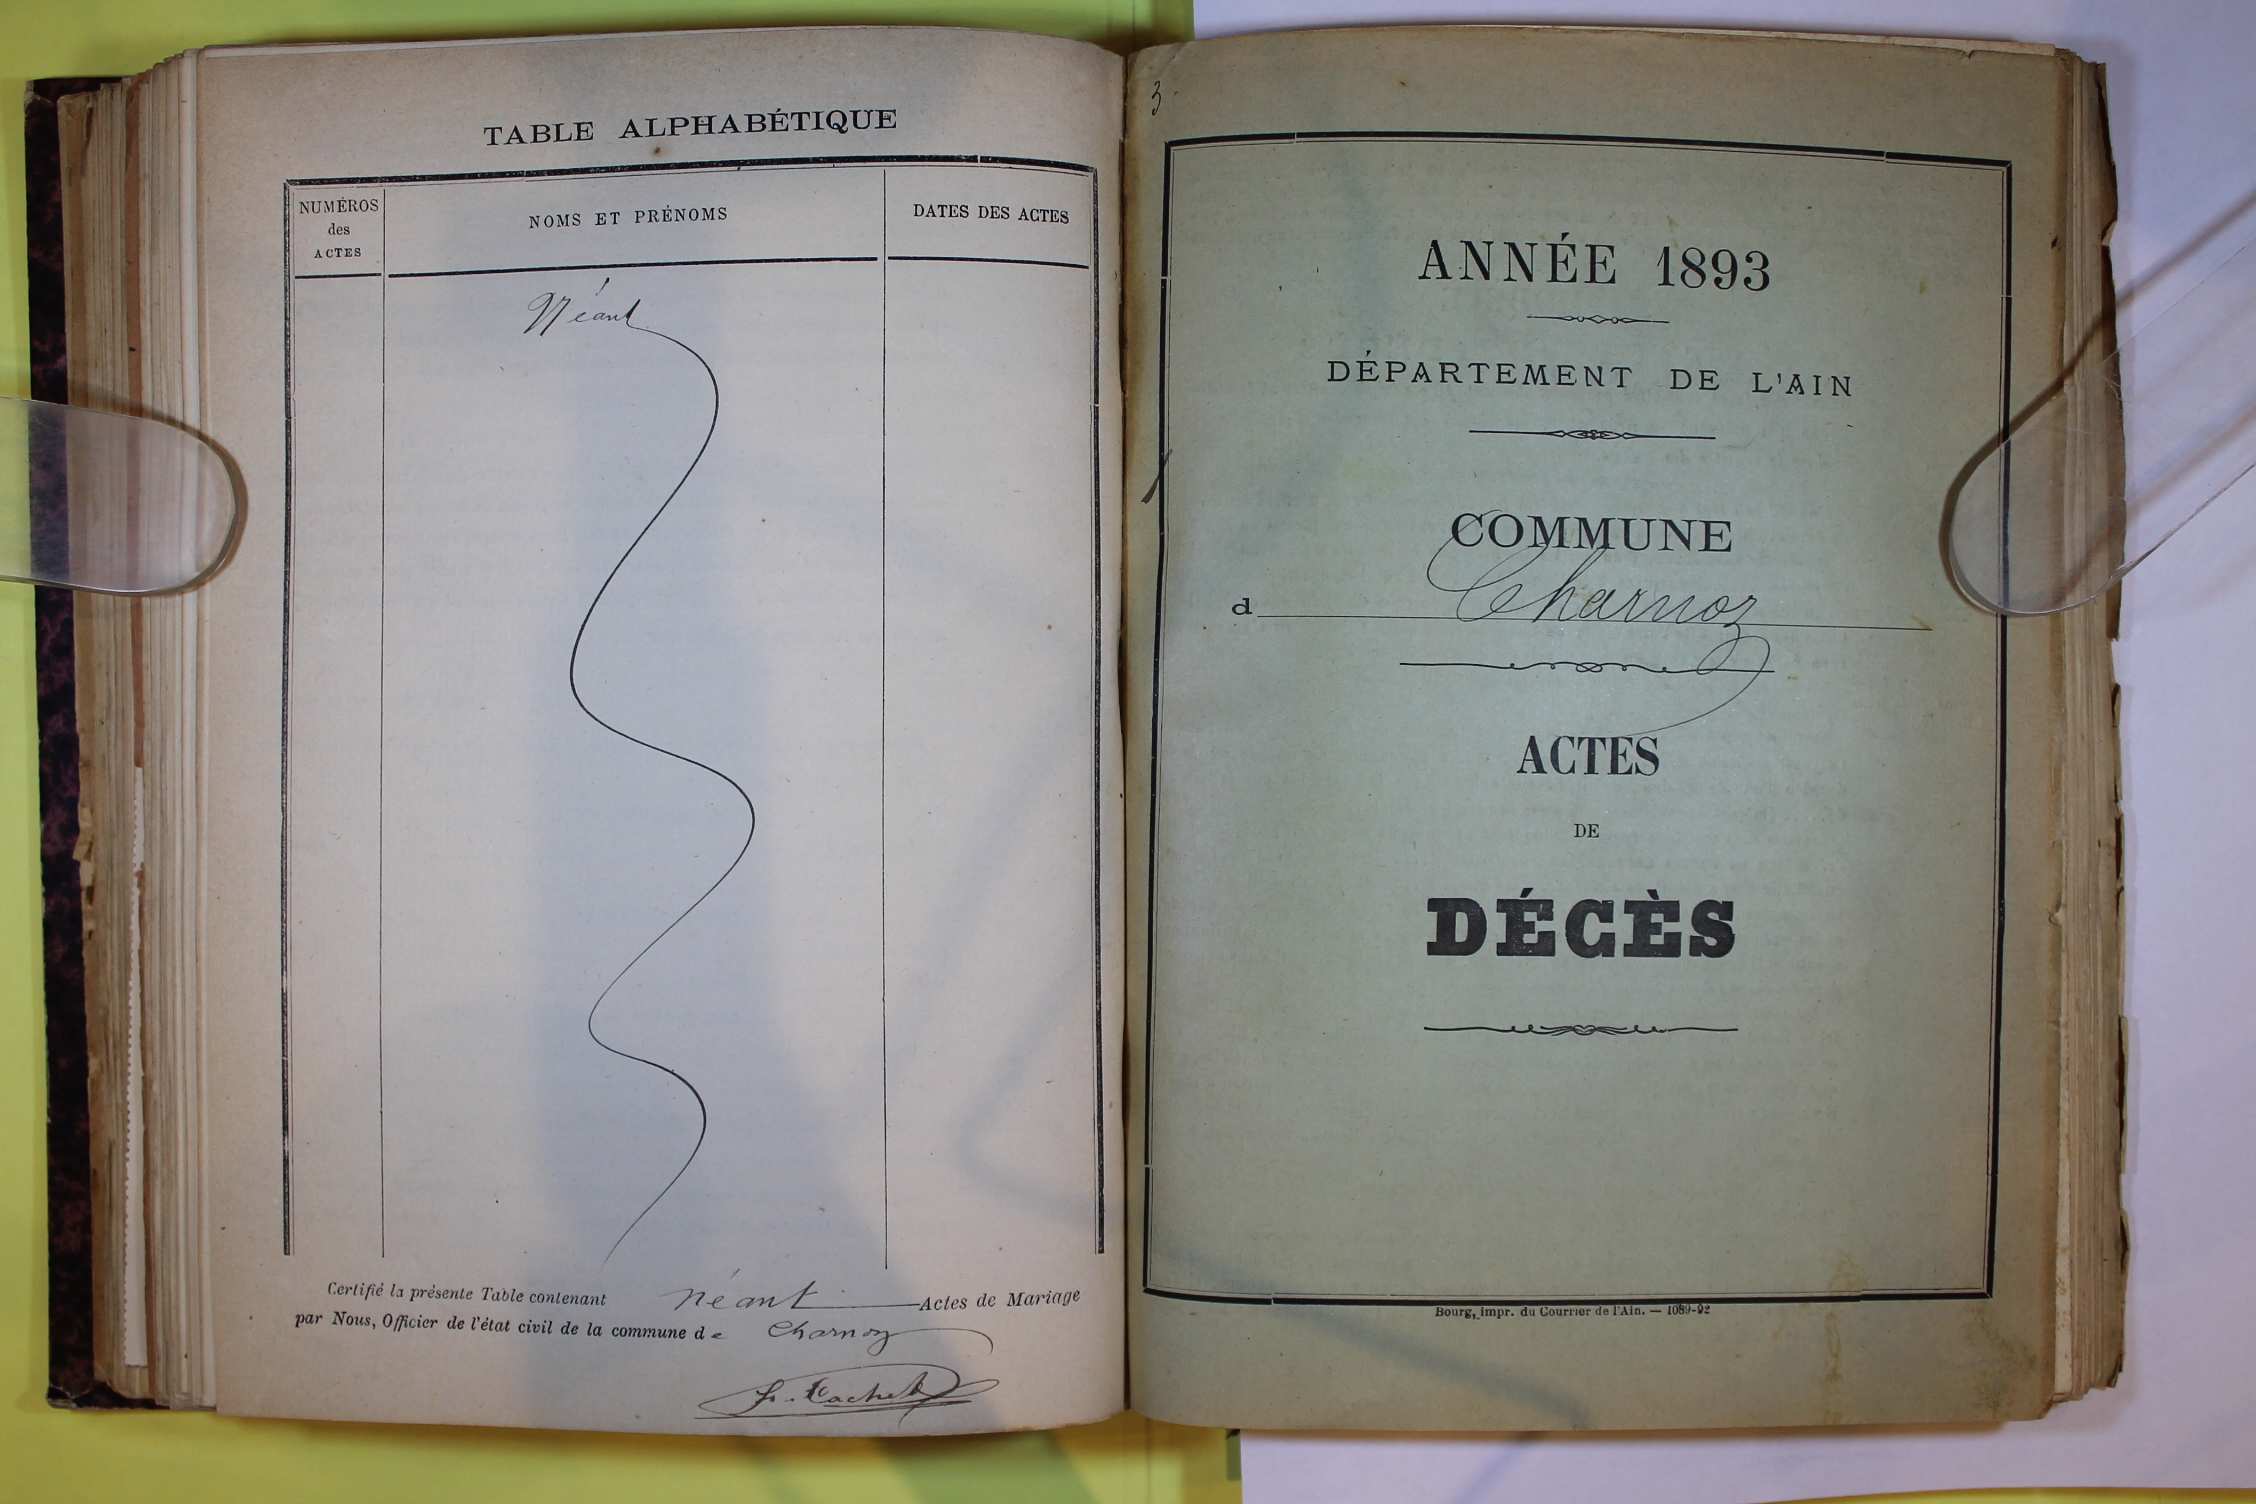 TABLE ALPHABÉTIQUE
NUMÉROS
des
ACTES
NOMS ET PRÉNOMS
DATES DES ACTES
Néant
Certifié la présente Table contenant néant Actes de Mariage
par Nous, Officier de l'état civil de la commune de Charnoz
3
ANNÉE 1893
DÉPARTEMENT DE L'AIN
COMMUNE
d Charnoz
ACTES
DE
DÉCÈS
Bourg, impr. du Courrier de l'Ain. — 1089-92